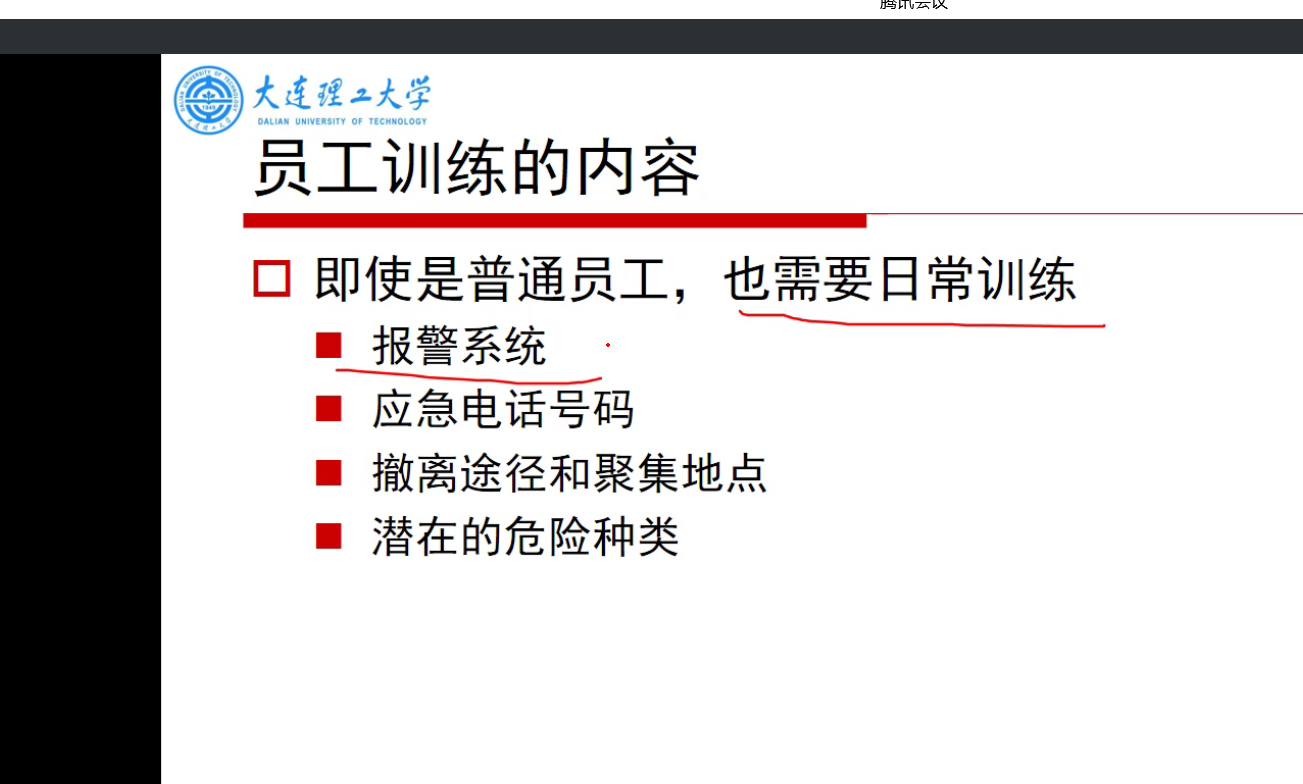 腾讯会议
大连理工大学
DALIAN UNIVERSITY OF TECHNOLOGY
员工训练的内容
即使是普通员工，也需要日常训练
报警系统
应急电话号码
撤离途径和聚集地点
潜在的危险种类